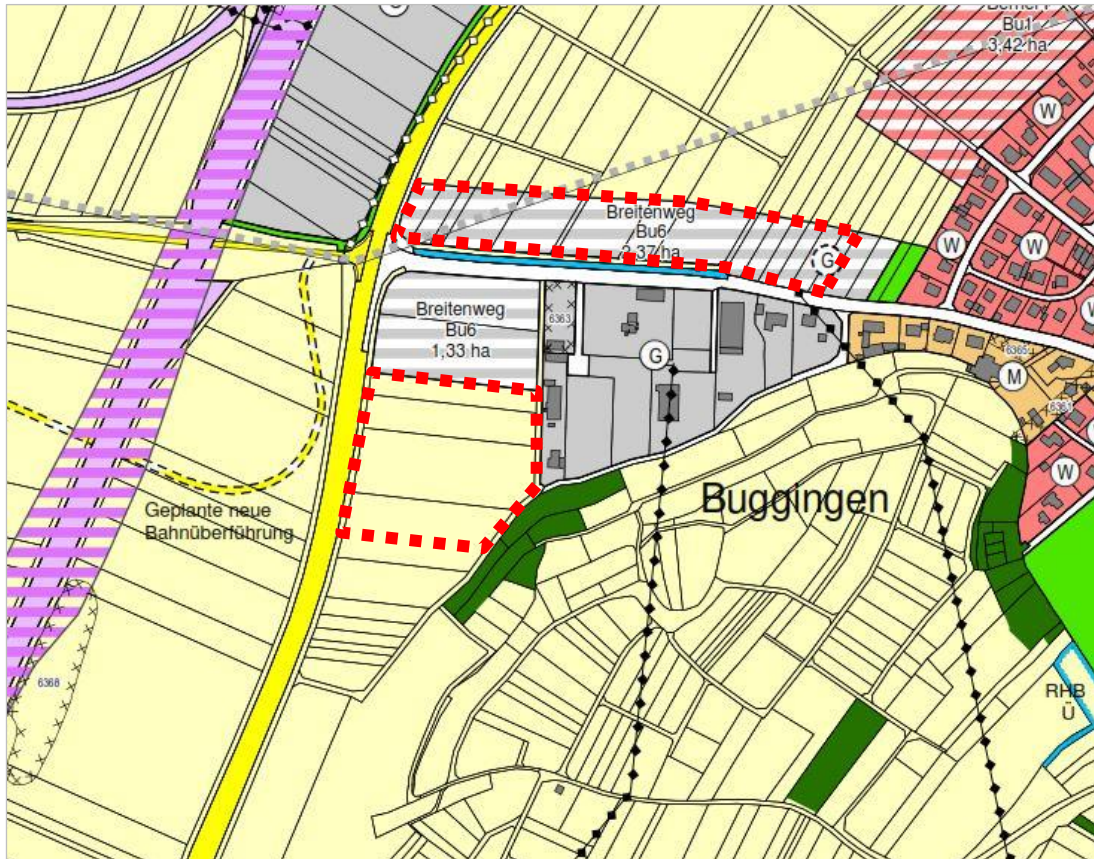 Bu1
3,42 ha
W
W
W
W
Breitenweg
Bu6
2,37 ha
G
Breitenweg
Bu6
1,33 ha
6363
G
6365
M
6361
W
Buggingen
Geplante neue
Bahnüberführung
6368
RHB
Ü